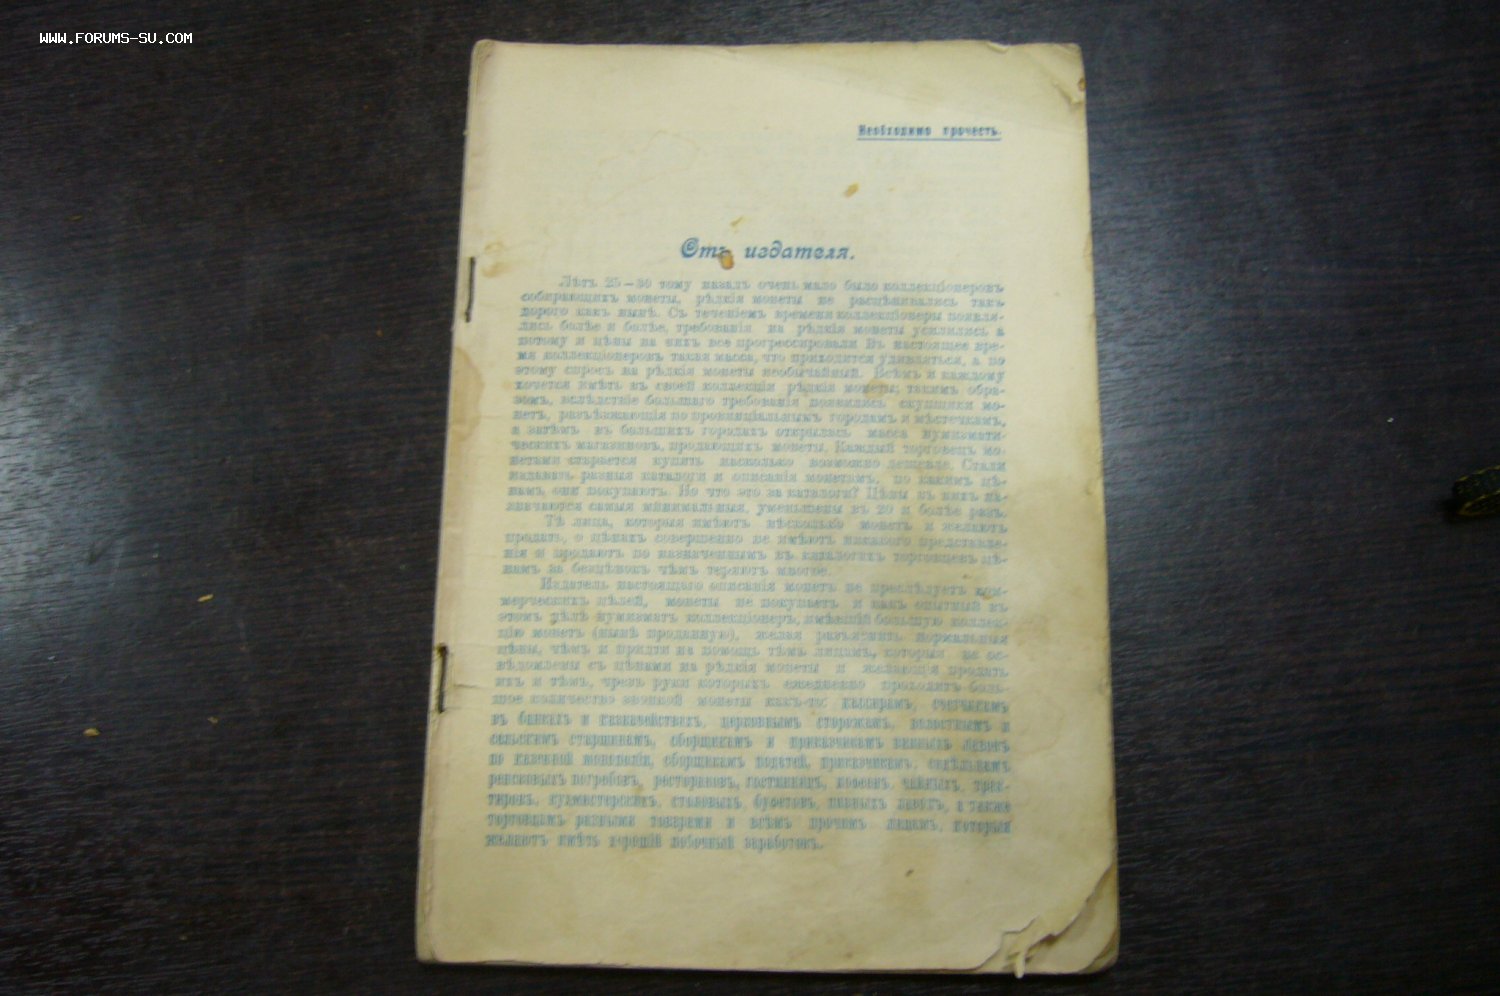 www.forums-su.com
Необходимо прочесть.
Отъ издателя.
Лѣтъ 25—30 тому назадъ очень мало было коллекціонеровъ
собирающихъ монеты, рѣдкія монеты не расцѣнивались такъ
дорого какъ нынѣ. Съ теченіемъ времени коллекціонеры появля-
лись болѣе и болѣе, требованія на рѣдкія монеты усилились а
потому и цѣны на нихъ все прогрессировали. Въ настоящее вре-
мя коллекціонеровъ такая масса, что приходится удивляться, а по
этому спросъ на рѣдкія монеты необычайный. Всѣмъ и каждому
хочется имѣть въ своей коллекціи рѣдкія монеты; такимъ обра-
зомъ, вслѣдствіе большаго требованія появились скупщики мо-
нетъ, разъѣзжающія по провинціальнымъ городамъ и мѣстечкамъ,
а затѣмъ въ большихъ городахъ открылась масса нумизмати-
ческихъ магазиновъ, продающихъ монеты. Каждый торговецъ мо-
нетами старается купить насколько возможно дешевле. Стали
издавать разныя каталоги и описанія монетамъ, по какимъ цѣ-
намъ они покупаютъ. Но что это за каталоги? Цѣны въ нихъ на-
значаются самыя минимальныя, уменьшены въ 20 и болѣе разъ.
Тѣ лица, которыя имѣютъ нѣсколько монетъ и желаютъ
продать, о цѣнахъ совершенно не имѣютъ никакого представле-
нія и продаютъ по назначеннымъ въ каталогахъ торговцевъ цѣ-
намъ за безцѣнокъ чѣмъ теряютъ многое.
Издатель настоящаго описанія монетъ не преслѣдуетъ ком-
мерческихъ цѣлей, монеты не покупаетъ и какъ опытный въ
этомъ дѣлѣ нумизматъ коллекціонеръ, имѣвшій большую коллек-
цію монетъ (нынѣ проданную), желая разъяснить нормальныя
цѣны, чѣмъ и придти на помощь тѣмъ лицамъ, которыя не ос-
вѣдомлены съ цѣнами на рѣдкія монеты и желающія продать
ихъ и тѣмъ, чрезъ руки которыхъ ежедневно проходитъ боль-
шое количество звонкой монеты какъ-то: кассирамъ, счетчикамъ
въ банкахъ и казначействахъ, церковнымъ сторожамъ, волостнымъ и
сельскимъ старшинамъ, сборщикамъ и приказчикамъ винныхъ лавокъ
по казенной монополіи, сборщикамъ податей, приказчикамъ, сидѣльцамъ
ренсковыхъ погребовъ, ресторановъ, гостиницъ, кофеенъ, чайныхъ, трак-
тировъ, кухмистерскихъ, столовыхъ, буфетовъ, пивныхъ лавокъ, а также
торговцамъ разными товарами и всѣмъ прочимъ лицамъ, которыя
желаютъ имѣть хорошій побочный заработокъ.